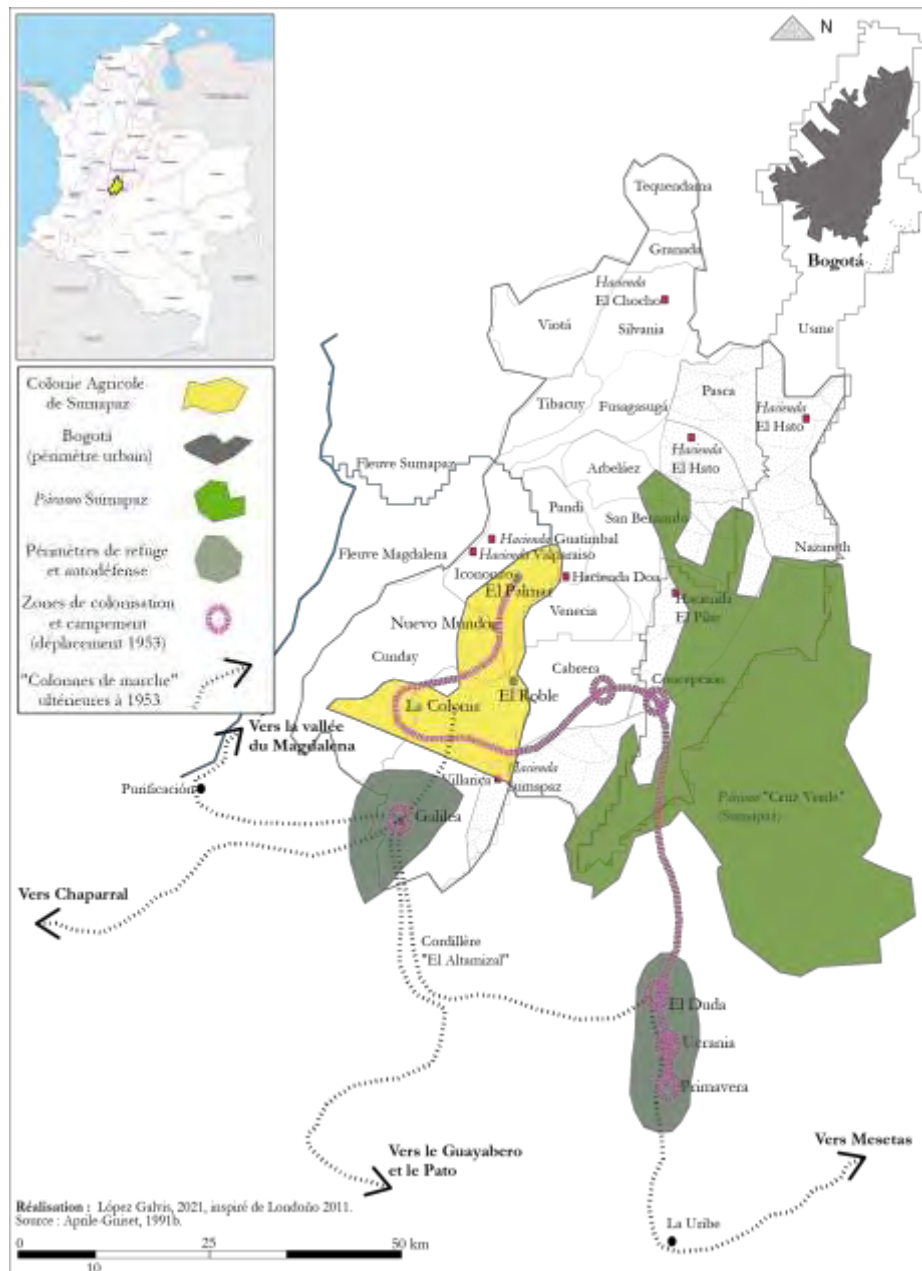 N
Tequendama
Granada
Bogotá
Hacienda
El Chocho
Viotá
Silvania
Usme
Colonie Agricole
de Sumapaz
Bogotá
(périmètre urbain)
Páramo Sumapaz
Périmètres de refuge
et autodéfense
Zones de colonisation
et campement
(déplacement 1953)
"Colonnes de marche"
ultérieures à 1953
Pasca
Tibacuy
Fusagasugá
Hacienda
El Hato
Hacienda
El Hato
Arbeláez
Fleuve Sumapaz
Pandi
San Bernardo
Nazareth
Hacienda Guatimbal
Fleuve Magdalena
Hacienda Valparaiso
Icononzo
El Palmar
Hacienda Doa
Hacienda
El Pilar
Venecia
Nuevo Mundo
Cunday
Cabrera
Concepcion
El Roble
La Colonia
Vers la vallée
du Magdalena
Villarica
Hacienda
Sumapaz
Purificación
Galilea
Páramo "Cruz Verde"
(Sumapaz)
Vers Chaparral
Cordillère
"El Altamizal"
El Duda
Ucrania
Primavera
Vers le Guayabero
et le Pato
Vers Mesetas
La Uribe
Réalisation : López Galvis, 2021, inspiré de Londoño 2011.
Source : Aprile-Gniset, 1991b.
0 25 50 km
10